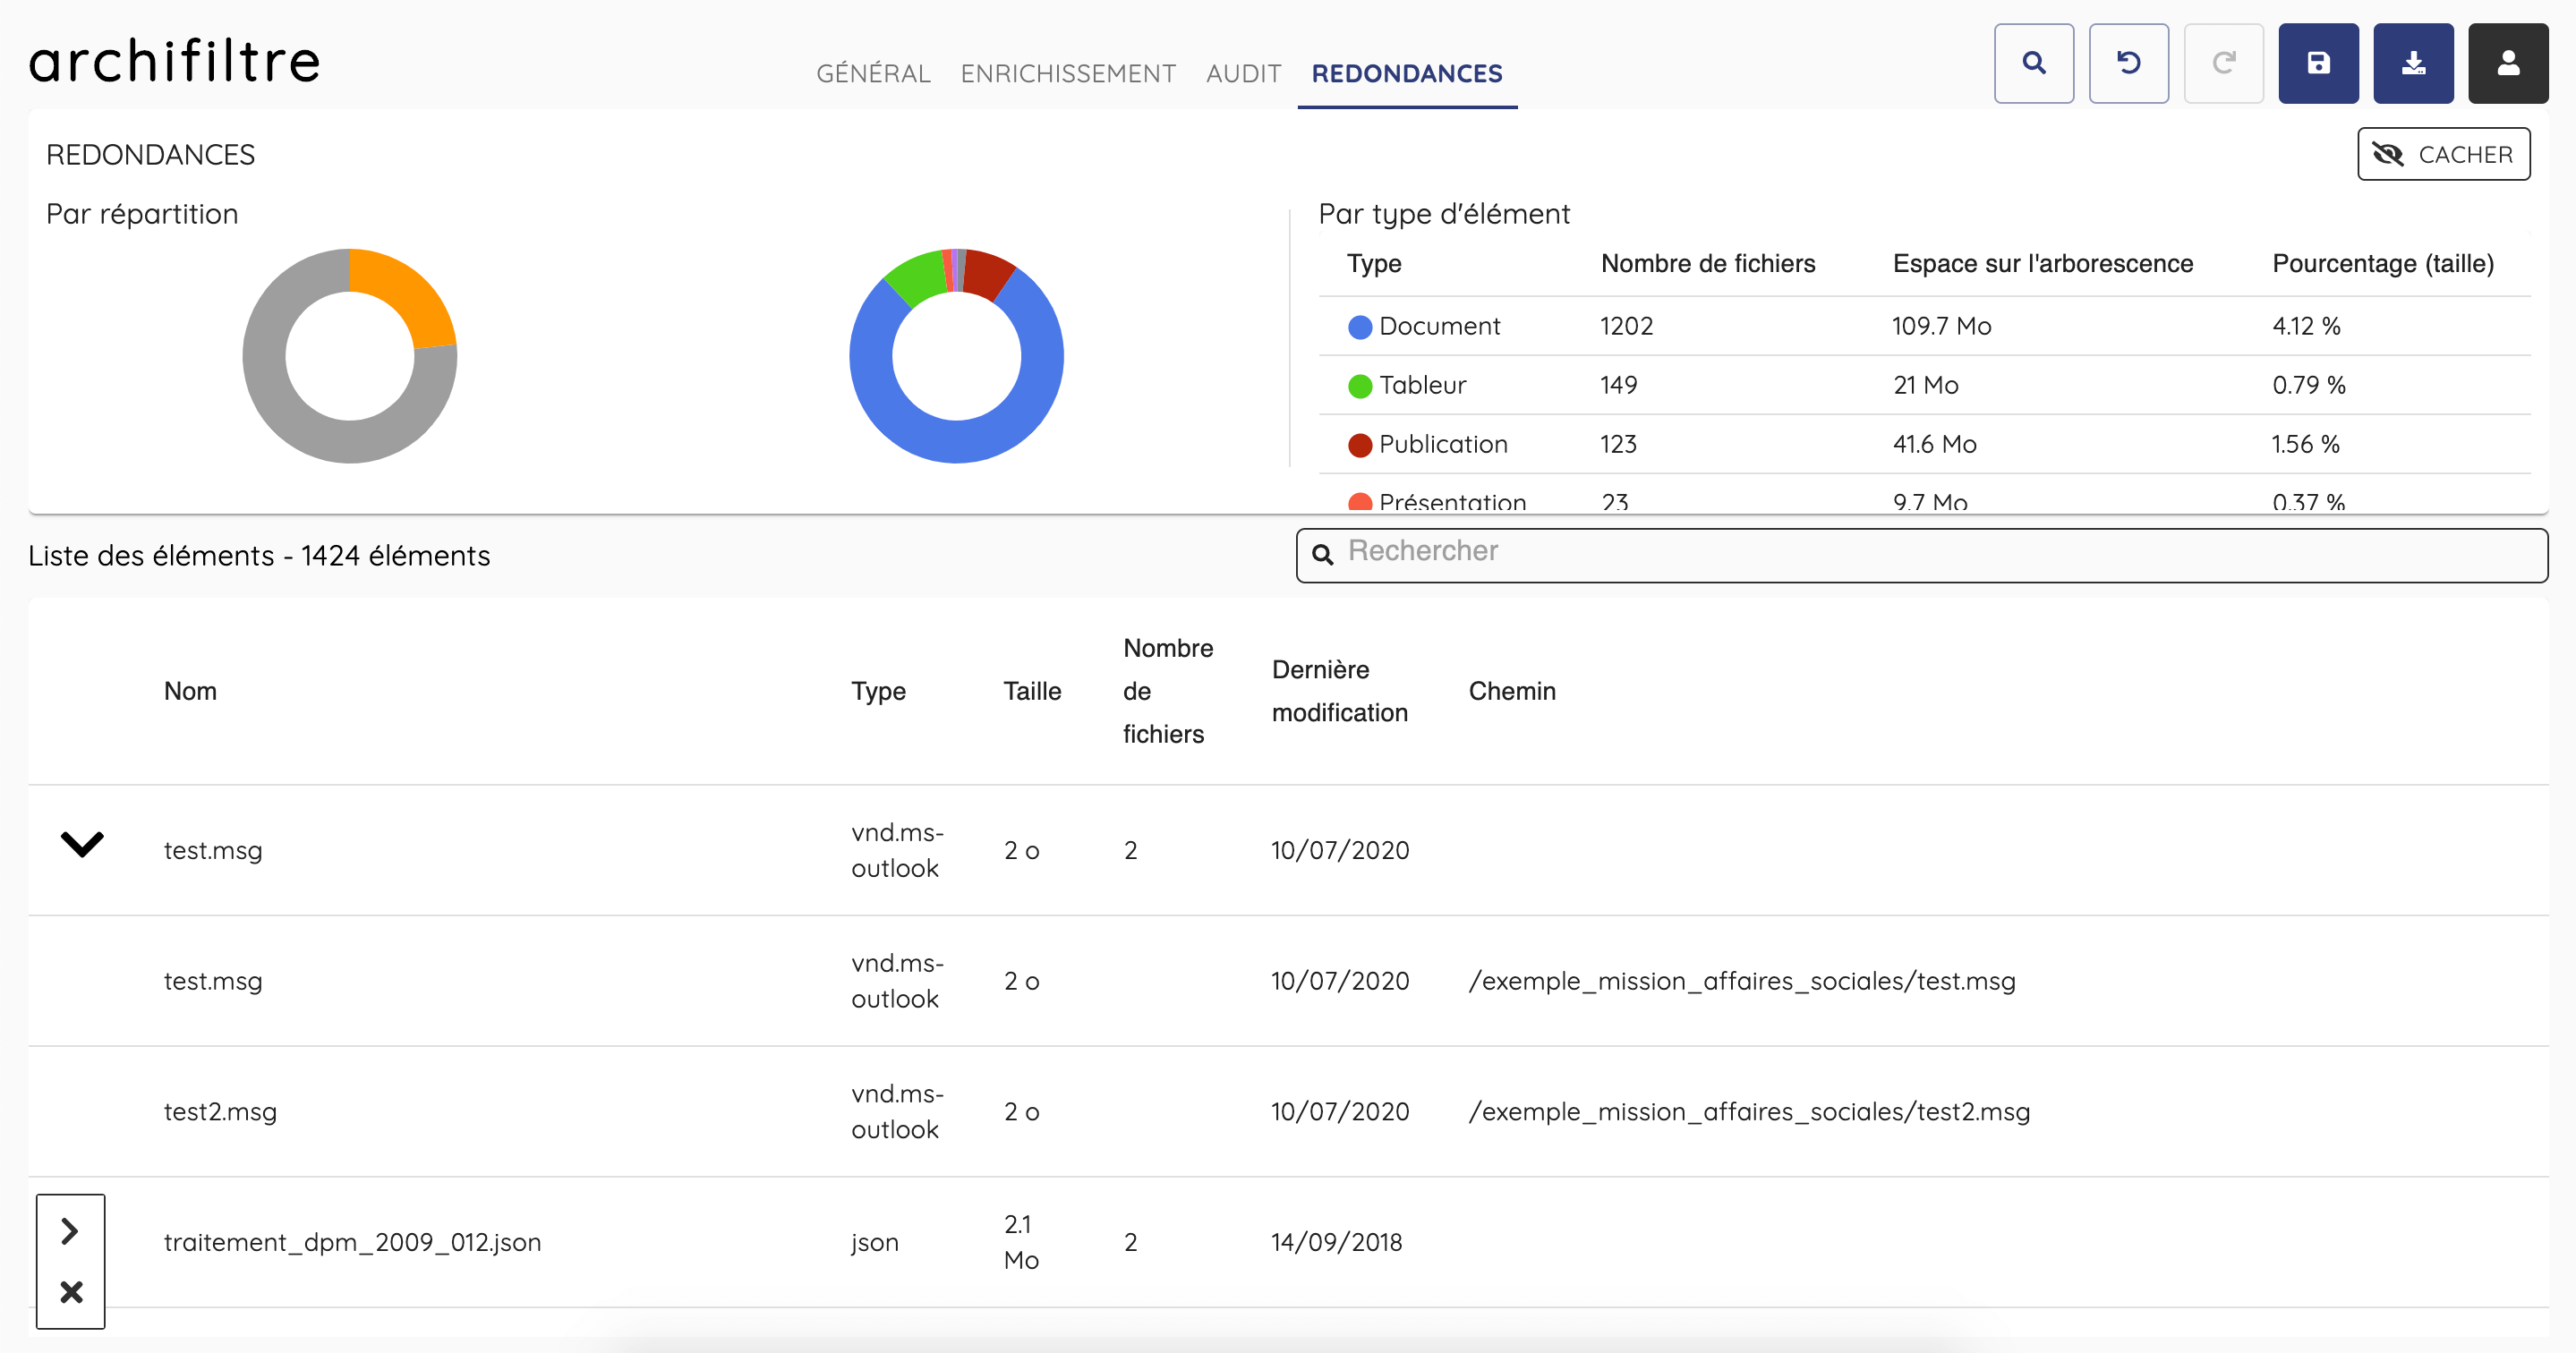 archifiltre
GÉNÉRAL ENRICHISSEMENT AUDIT REDONDANCES
REDONDANCES
CACHER
Par répartition
Par type d'élément
Type Nombre de fichiers Espace sur l'arborescence Pourcentage (taille)
Document 1202 109.7 Mo 4.12 %
Tableur 149 21 Mo 0.79 %
Publication 123 41.6 Mo 1.56 %
Présentation 23 9.7 Mo 0.37 %
Liste des éléments - 1424 éléments
Rechercher
Nom
Type
Taille
Nombre
de
fichiers
Dernière
modification
Chemin
test.msg
vnd.ms-
outlook
2 o
2
10/07/2020
test.msg
vnd.ms-
outlook
2 o
10/07/2020
/exemple_mission_affaires_sociales/test.msg
test2.msg
vnd.ms-
outlook
2 o
10/07/2020
/exemple_mission_affaires_sociales/test2.msg
traitement_dpm_2009_012.json
json
2.1
Mo
2
14/09/2018